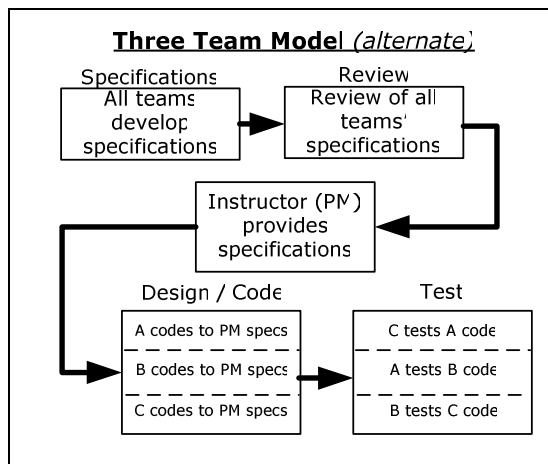 Three Team Model (alternate)
Specifications
All teams
develop
specifications
Review
Review of all
teams'
specifications
Instructor (PM)
provides
specifications
Design / Code
A codes to PM specs
B codes to PM specs
C codes to PM specs
Test
C tests A code
A tests B code
B tests C code